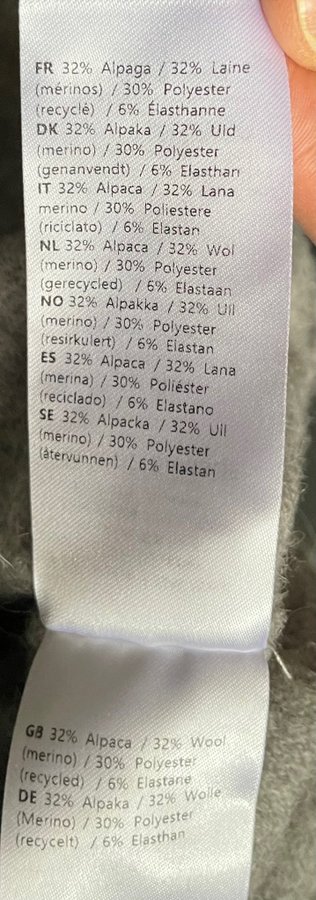 FR 32% Alpaga / 32% Laine
(mérinos) / 30% Polyester
(recyclé) / 6% Élasthanne
DK 32% Alpaka / 32% Uld
(merino) / 30% Polyester
(genanvendt) / 6% Elasthan
IT 32% Alpaca / 32% Lana
merino / 30% Poliestere
(riciclato) / 6% Elastan
NL 32% Alpaca / 32% Wol
(merino) / 30% Polyester
(gerecycled) / 6% Elastaan
NO 32% Alpakka / 32% Ull
(merino) / 30% Polyester
(resirkulert) / 6% Elastan
ES 32% Alpaca / 32% Lana
(merina) / 30% Poliéster
(reciclado) / 6% Elastano
SE 32% Alpacka / 32% Ull
(merino) / 30% Polyester
(återvunnen) / 6% Elastan
GB 32% Alpaca / 32% Wool
(merino) / 30% Polyester
(recycled) / 6% Elastane
DE 32% Alpaka / 32% Wolle
(Merino) / 30% Polyester
(recycelt) / 6% Elasthan